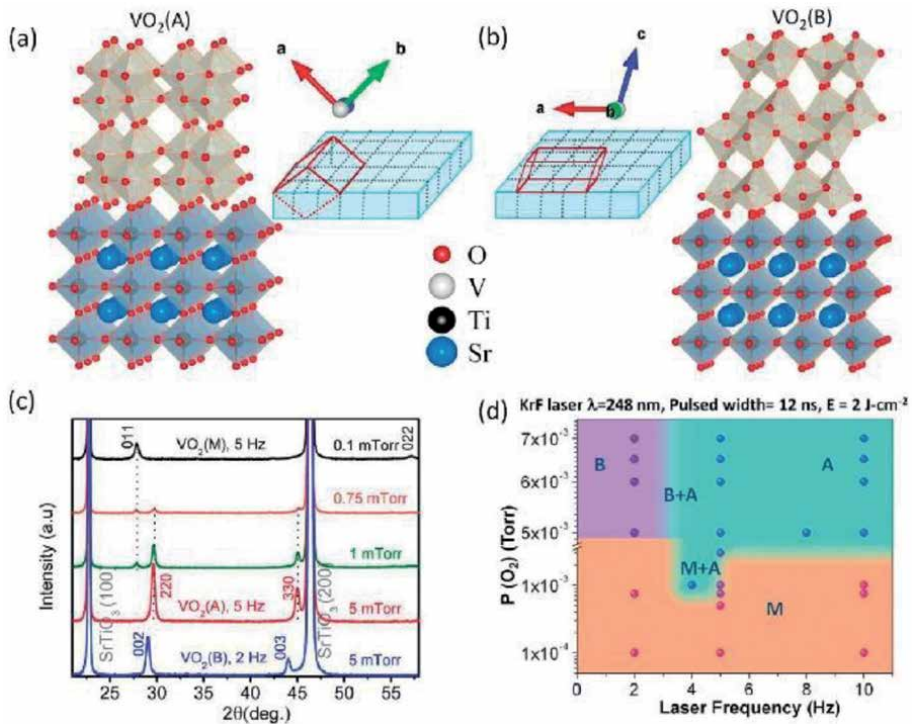 VO2(A)
(a)
a
b
(b)
c
a
b
VO2(B)
O
V
Ti
Sr
(c)
Intensity (a.u)
011
VO2(M), 5 Hz
0.1 mTorr
022
0.75 mTorr
1 mTorr
SrTiO3 (100)
220
VO2(A), 5 Hz
330
SrTiO3 (200)
5 mTorr
002
VO2(B), 2 Hz
003
5 mTorr
25 30 35 40 45 50 55
2θ(deg.)
(d)
KrF laser λ=248 nm, Pulsed width= 12 ns, E = 2 J-cm-2
P (O2) (Torr)
7x10-3
6x10-3
5x10-3
1x10-3
1x10-4
B
B+A
A
M+A
M
0 2 4 6 8 10
Laser Frequency (Hz)